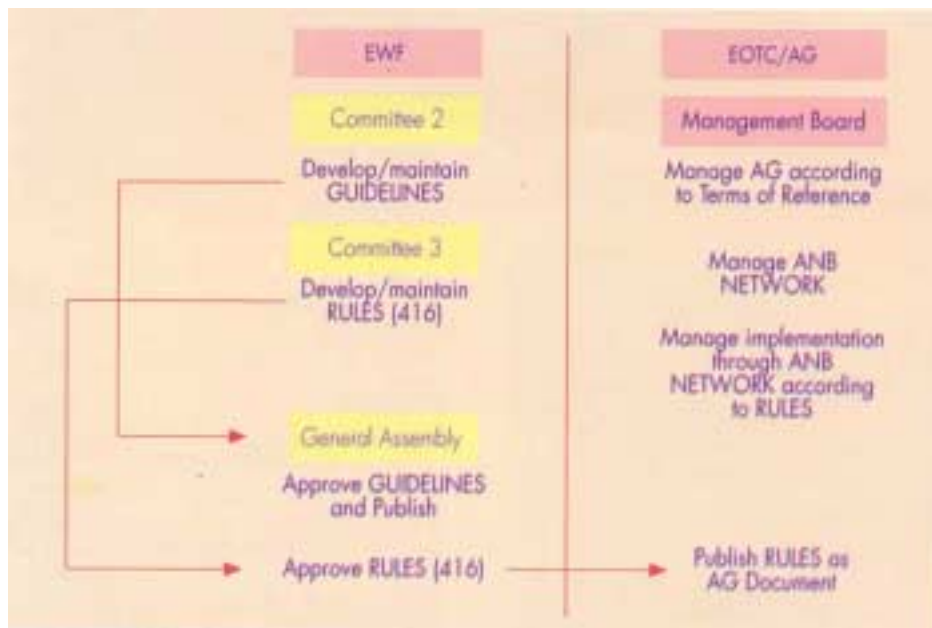 EWF
Committee 2
Develop/maintain
GUIDELINES
Committee 3
Develop/maintain
RULES (416)
General Assembly
Approve GUIDELINES
and Publish
Approve RULES (416)
EOTC/AG
Management Board
Manage AG according
to Terms of Reference
Manage ANB
NETWORK
Manage implementation
through ANB
NETWORK according
to RULES
Publish RULES as
AG Document